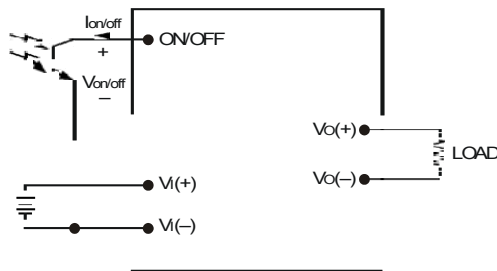 Ion/off
ON/OFF
+
Von/off
–
VO(+)
LOAD
VO(–)
VI(+)
VI(–)